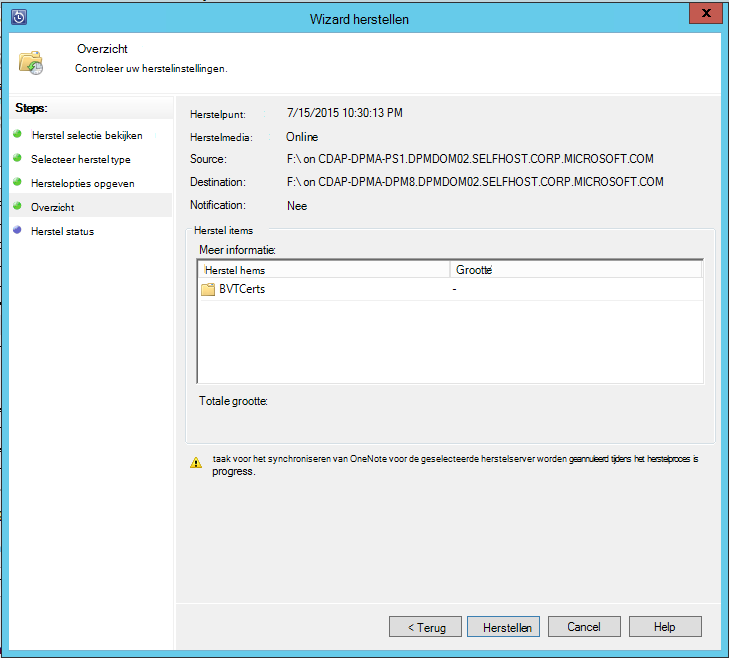 Wizard herstellen
x
Overzicht
Controleer uw herstelinstellingen.
Steps:
Herstel selectie bekijken
Selecteer herstel type
Herstelopties opgeven
Overzicht
Herstel status
Herstelpunt: 7/15/2015 10:30:13 PM
Herstelmedia: Online
Source: F:\ on CDAP-DPMA-PS1.DPMDOM02.SELFHOST.CORP.MICROSOFT.COM
Destination: F:\ on CDAP-DPMA-DPM8.DPMDOM02.SELFHOST.CORP.MICROSOFT.COM
Notification: Nee
Herstel items
Meer informatie:
Herstel hems Grootte
BVTCerts -
Totale grootte:
taak voor het synchroniseren van OneNote voor de geselecteerde herstelserver worden geannuleerd tijdens het herstelproces is
progress.
< Terug Herstellen Cancel Help